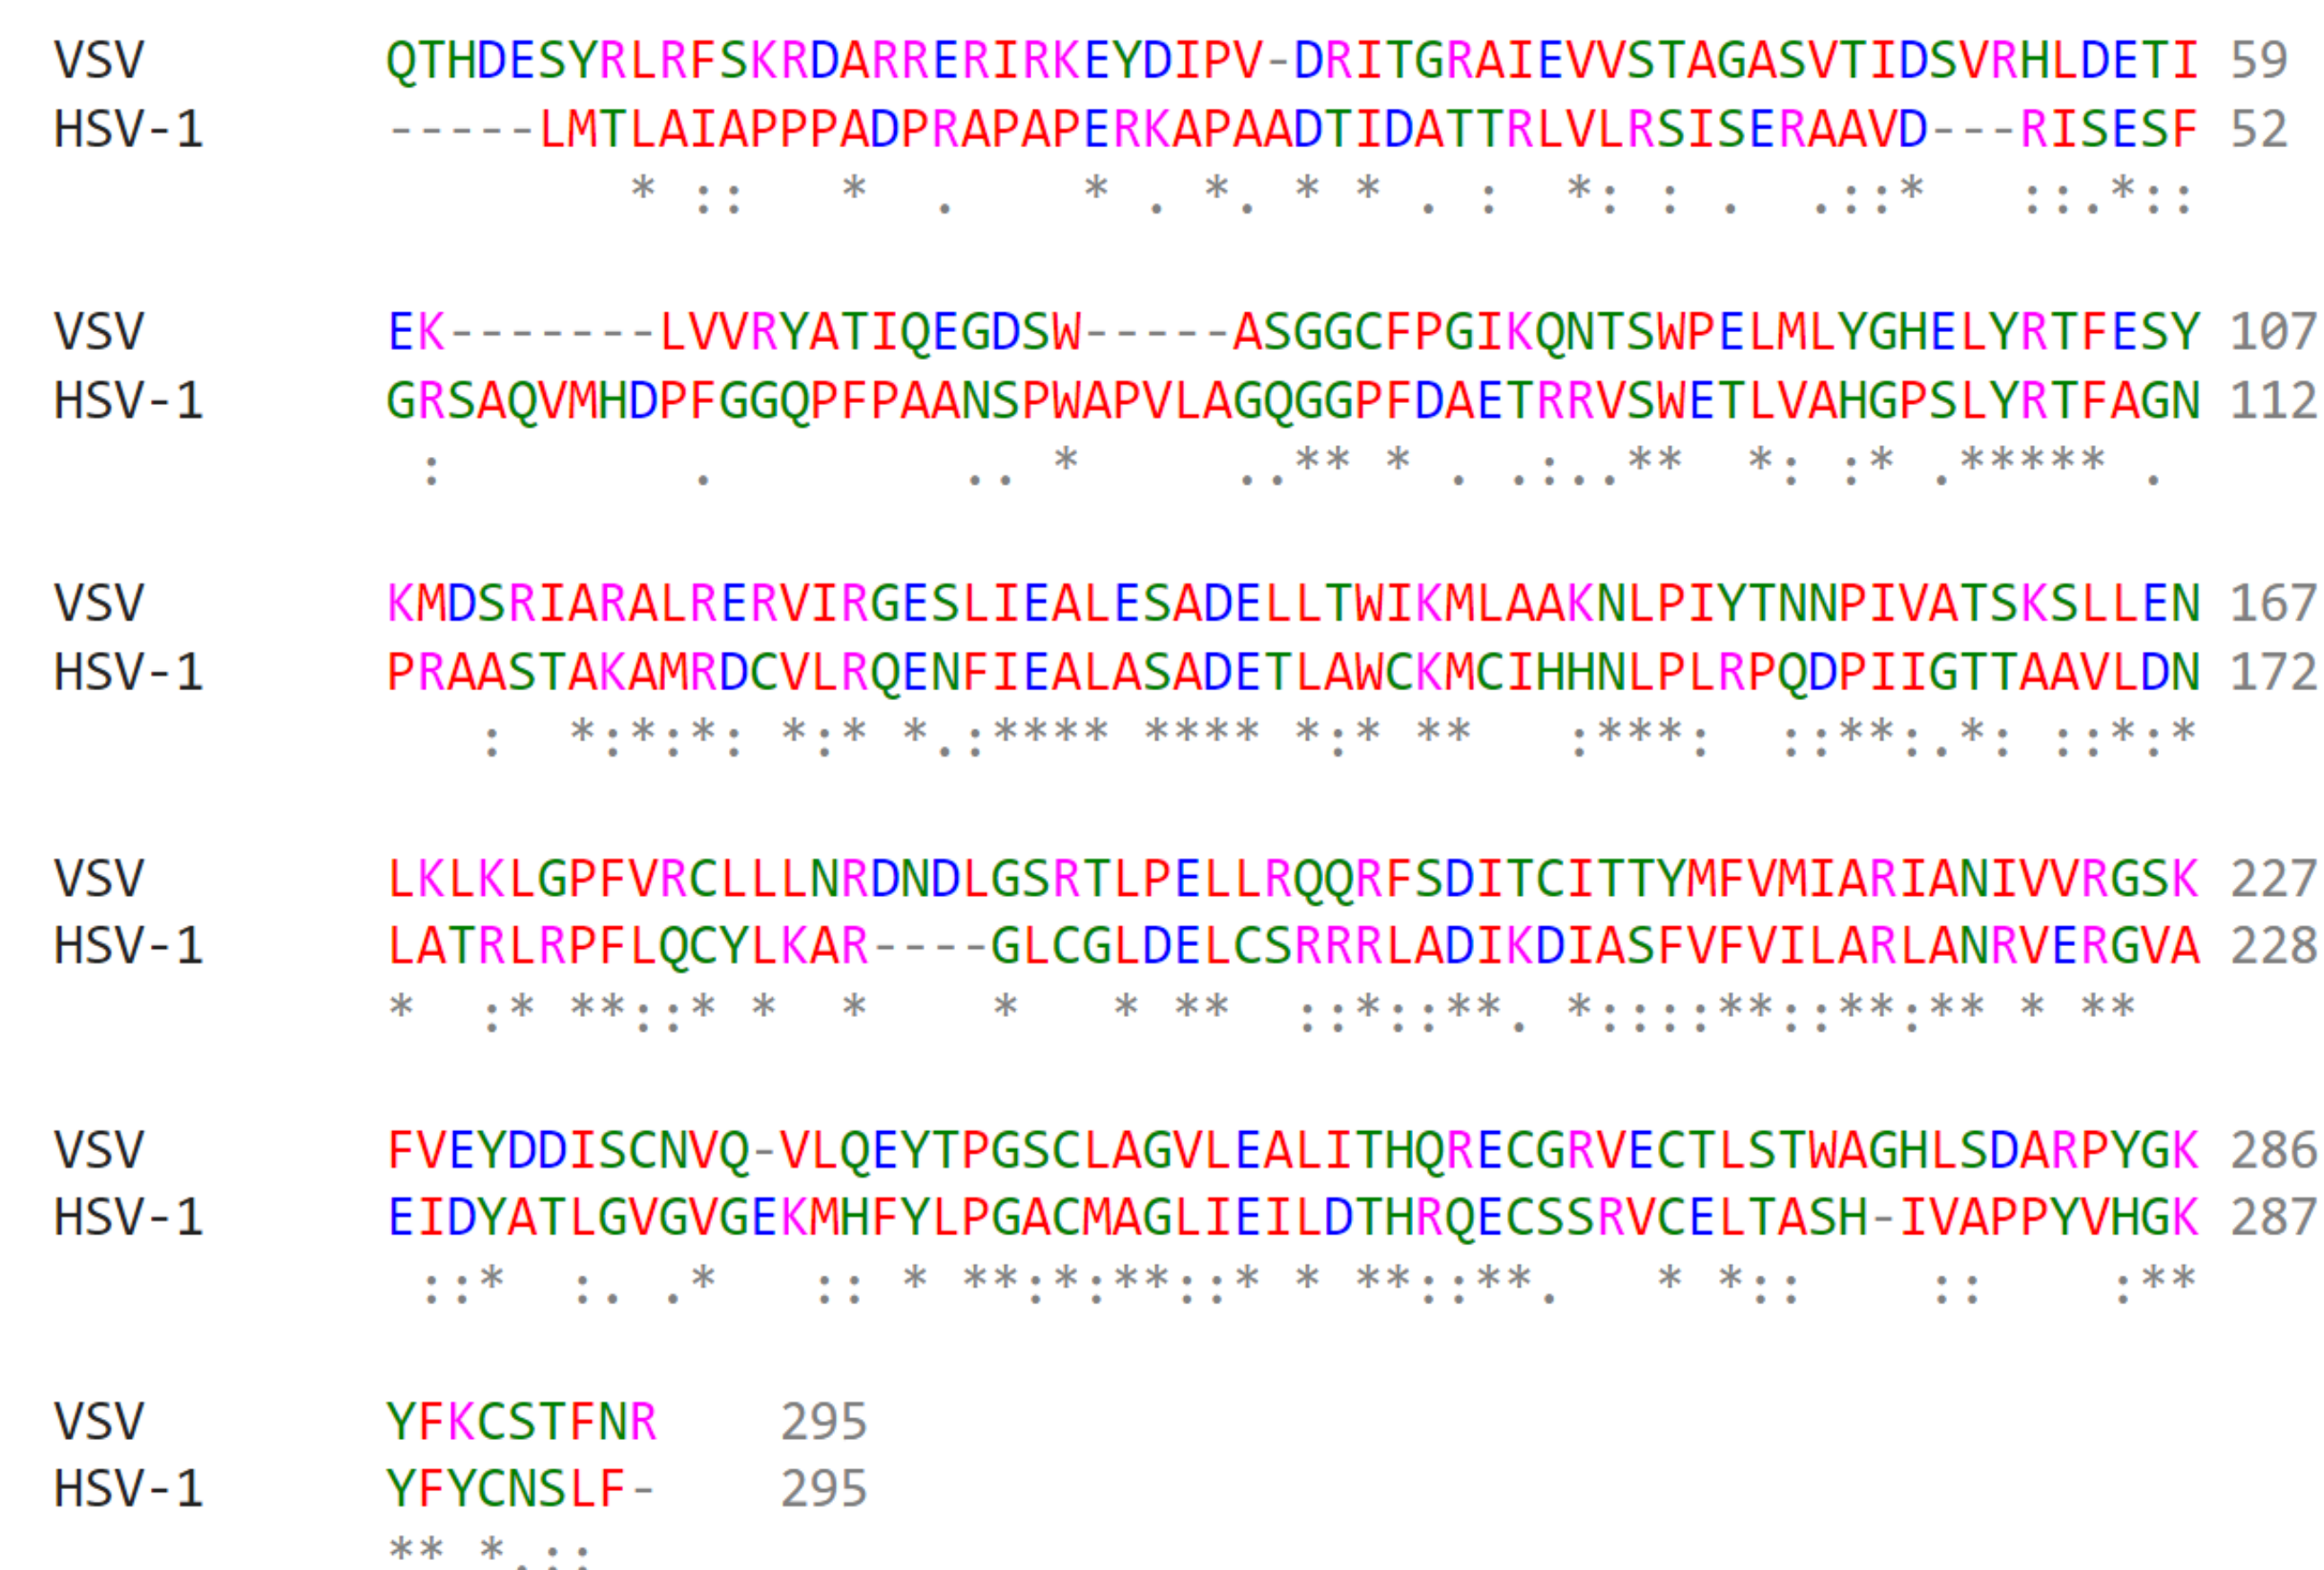 VSV QTHDESYRLRFSKRDARRERIRKEYDIPV-DRITGRAIEVVSTAGASVTIDSVRHLDETI 59
HSV-1 -----LMTLAIAPPPADPRAPAPERKAPAADTIDATTRLVLRSISERAAVD---RISESF 52
* :: * . * . *. * * . : *: : . .::* ::.*::
VSV EK-------LVVRYATIQEGDSW-----ASGGCFPGIKQNTSWPELMLYGHELYRTFESY 107
HSV-1 GRSAQVMHDPFGGQPFPAANSPWAPVLAGQGGPFDAETRRVSWETLVAHGPSLYRTFAGN 112
: . .. * ..** * . .:..** *: :* .***** .
VSV KMDSRIARALRERVIRGESLIEALESADELLTWIKMLAAKNLPIYTNNPIVATSKSLLEN 167
HSV-1 PRAASTAKAMRDCVLRQENFIEALASADETLAWCKMCIHHNLPLRPQDPIIGTTAAVLDN 172
: *:*:*: *:* *.:**** **** *:* ** :***: ::**:.*: ::*:*
VSV LKLKLGPFVRCLLLNRDNDLGSRTLPELLRQQRFSDITCITTYMFVMIARIANIVVRGSK 227
HSV-1 LATRLRPFLQCYLKAR----GLCGLDELCSRRRLADIKDIASFVFVILARLANRVERGVA 228
* :* **::* * * * * ** ::*::**. *::::**::**:** * **
VSV FVEYDDISCNVQ-VLQEYTPGSCLAGVLEALITHQRECGRVECTLSTWAGHLSDARPYGK 286
HSV-1 EIDYATLGVGVGEKMHFYLPGACMAGLIEILDTHRQECSSRVCELTASH-IVAPPYVHGK 287
::* :. .* :: * **:*:**::* * **::**. * *:: :: :**
VSV YFKCSTFNR 295
HSV-1 YFYCNSLF- 295
** *.::